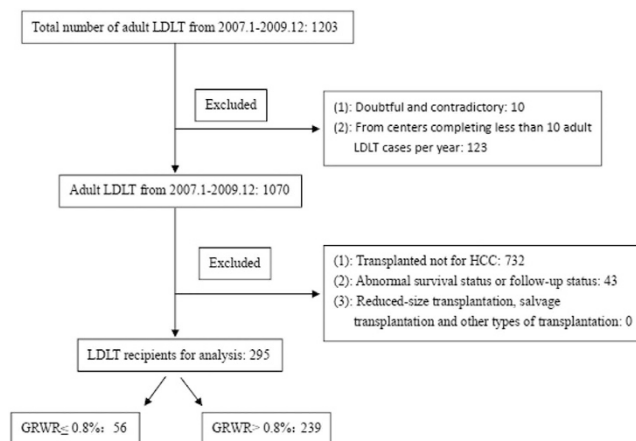 Total number of adult LDLT from 2007.1-2009.12: 1203
Excluded
(1): Doubtful and contradictory: 10
(2): From centers completing less than 10 adult
LDLT cases per year: 123
Adult LDLT from 2007.1-2009.12: 1070
Excluded
(1): Transplanted not for HCC: 732
(2): Abnormal survival status or follow-up status: 43
(3): Reduced-size transplantation, salvage
transplantation and other types of transplantation: 0
LDLT recipients for analysis: 295
GRWR≤ 0.8%: 56
GRWR> 0.8%: 239